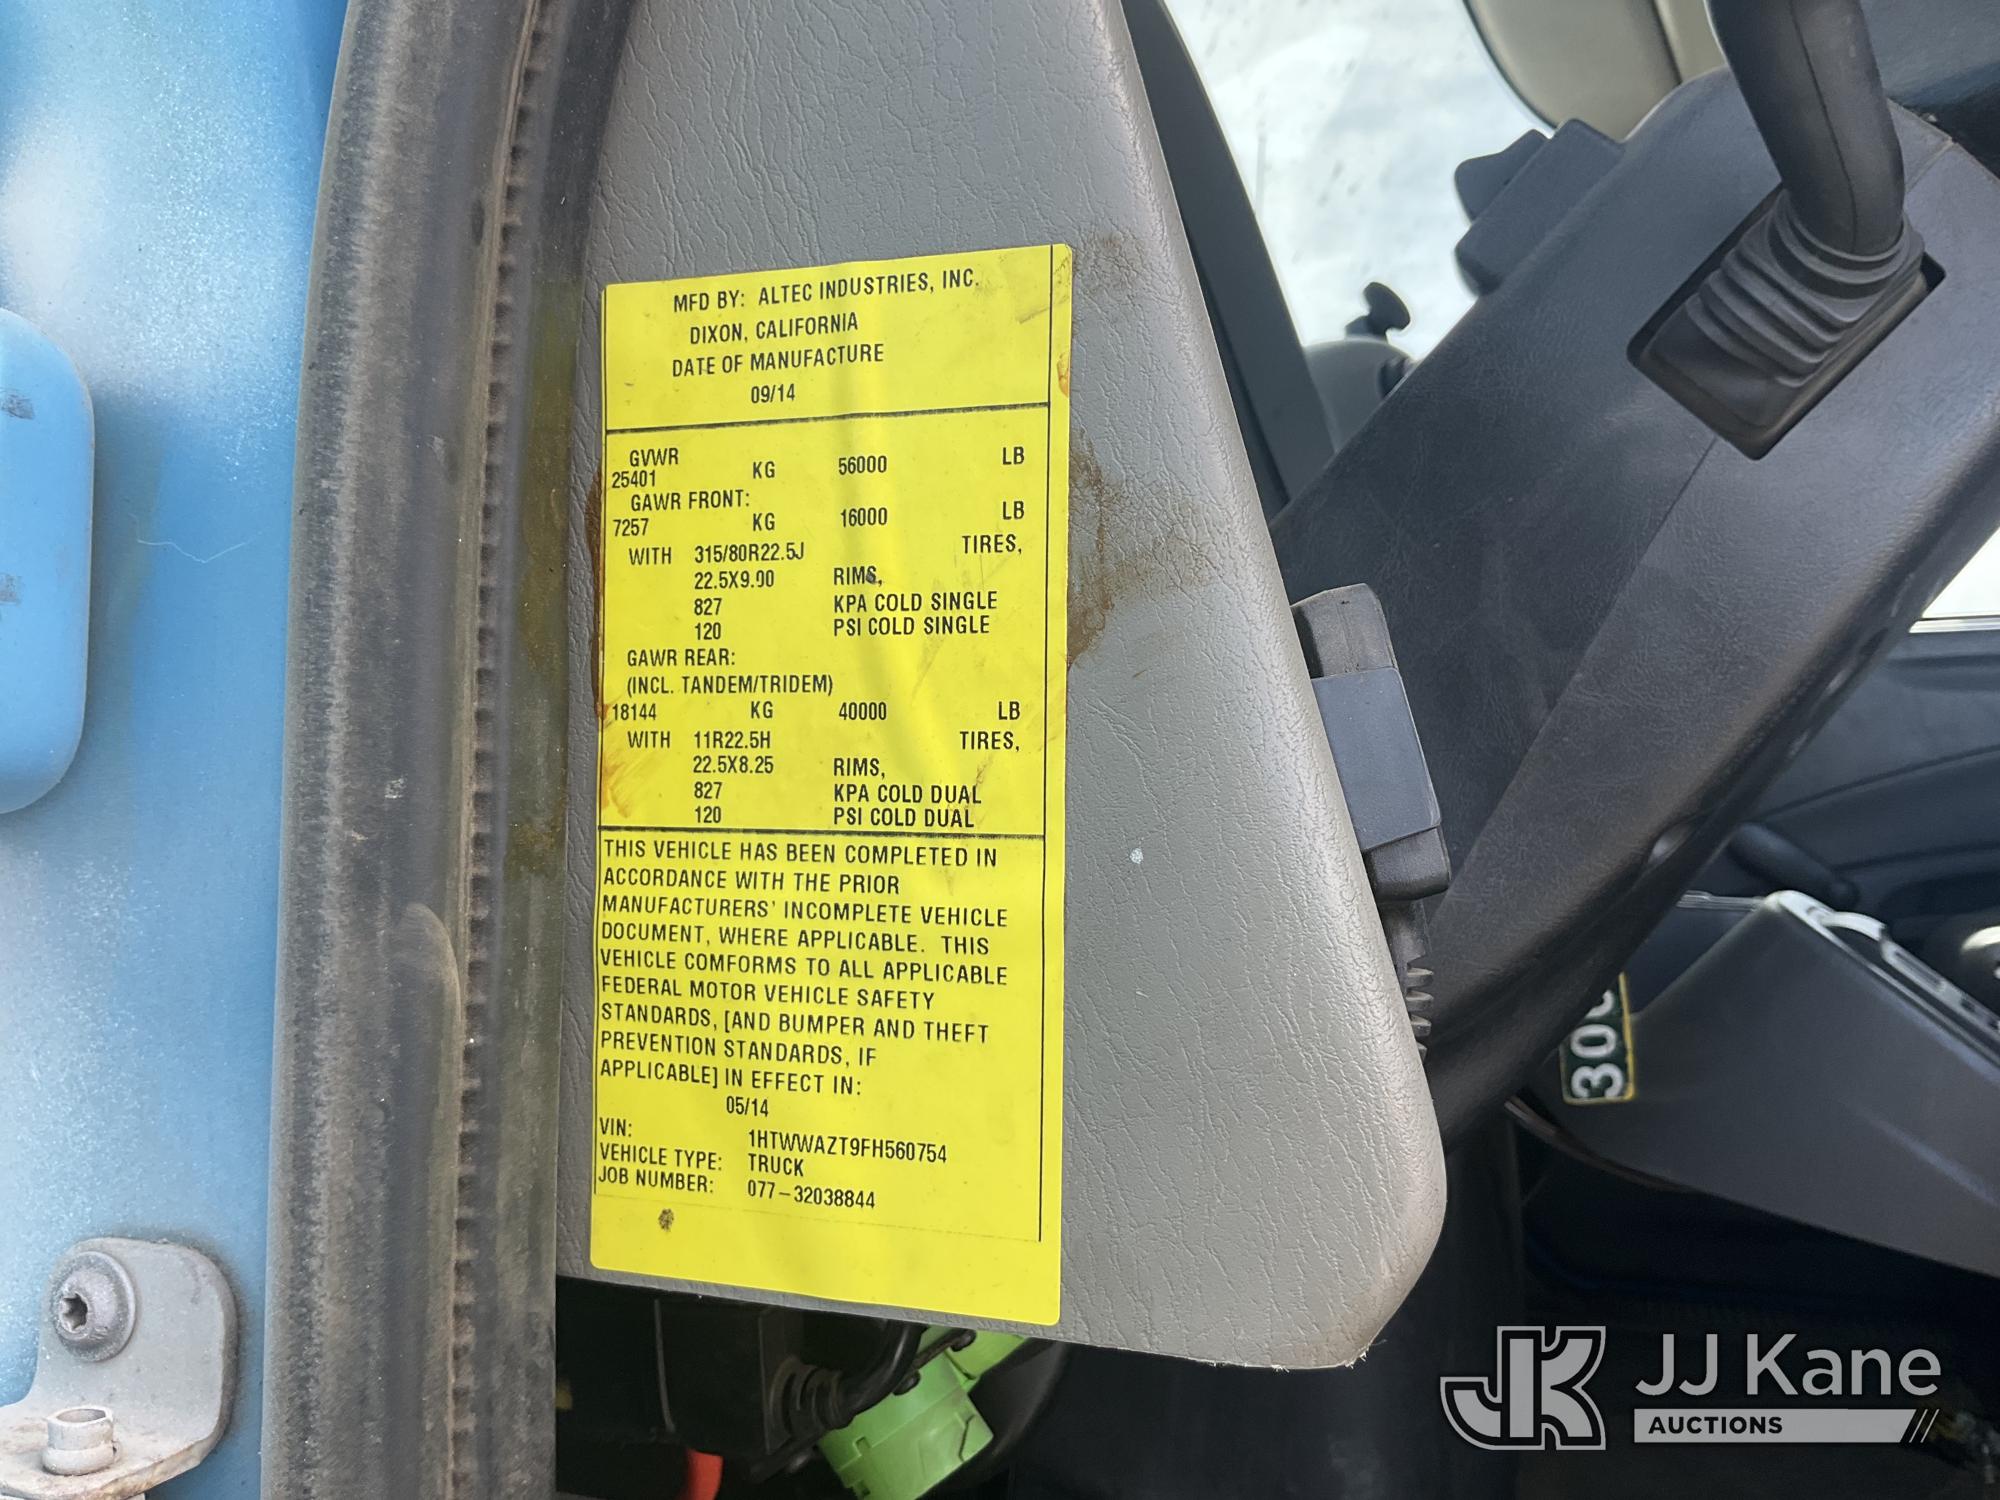 MFD BY: ALTEC INDUSTRIES, INC.
DIXON, CALIFORNIA
DATE OF MANUFACTURE
09/14
GVWR
25401 KG 56000 LB
GAWR FRONT:
7257 KG 16000 LB
WITH 315/80R22.5J TIRES,
22.5X9.00 RIMS,
827 KPA COLD SINGLE
120 PSI COLD SINGLE
GAWR REAR:
(INCL. TANDEM/TRIDEM)
18144 KG 40000 LB
WITH 11R22.5H TIRES,
22.5X8.25 RIMS,
827 KPA COLD DUAL
120 PSI COLD DUAL
THIS VEHICLE HAS BEEN COMPLETED IN
ACCORDANCE WITH THE PRIOR
MANUFACTURERS' INCOMPLETE VEHICLE
DOCUMENT, WHERE APPLICABLE. THIS
VEHICLE COMFORMS TO ALL APPLICABLE
FEDERAL MOTOR VEHICLE SAFETY
STANDARDS, [AND BUMPER AND THEFT
PREVENTION STANDARDS, IF
APPLICABLE] IN EFFECT IN:
05/14
VIN: 1HTWWAZT9FH560754
VEHICLE TYPE: TRUCK
JOB NUMBER: 077-32038844
JK JJ Kane
AUCTIONS